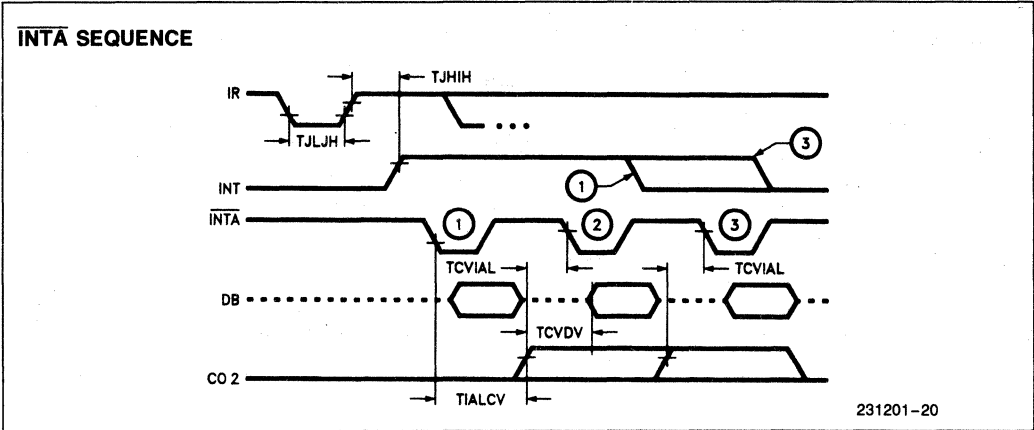 INTA SEQUENCE
TJHIH
IR
TJLJH
3
INT
1
INTA
1
2
3
TCVIAL
TCVIAL
DB
TCVDV
CO 2
TIALCV
231201-20